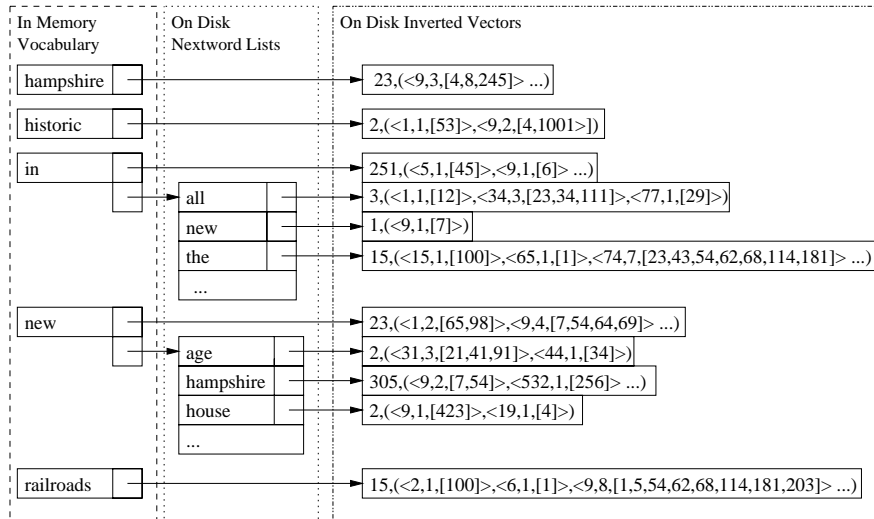 In Memory
Vocabulary
On Disk
Nextword Lists
On Disk Inverted Vectors
hampshire
23,(<9,3,[4,8,245]> ...)
historic
2,(<1,1,[53]>,<9,2,[4,1001>])
in
251,(<5,1,[45]>,<9,1,[6]> ...)
all
3,(<1,1,[12]>,<34,3,[23,34,111]>,<77,1,[29]>)
new
1,(<9,1,[7]>)
the
15,(<15,1,[100]>,<65,1,[1]>,<74,7,[23,43,54,62,68,114,181]> ...)
...
new
23,(<1,2,[65,98]>,<9,4,[7,54,64,69]> ...)
age
2,(<31,3,[21,41,91]>,<44,1,[34]>)
hampshire
305,(<9,2,[7,54]>,<532,1,[256]> ...)
house
2,(<9,1,[423]>,<19,1,[4]>)
...
railroads
15,(<2,1,[100]>,<6,1,[1]>,<9,8,[1,5,54,62,68,114,181,203]> ...)